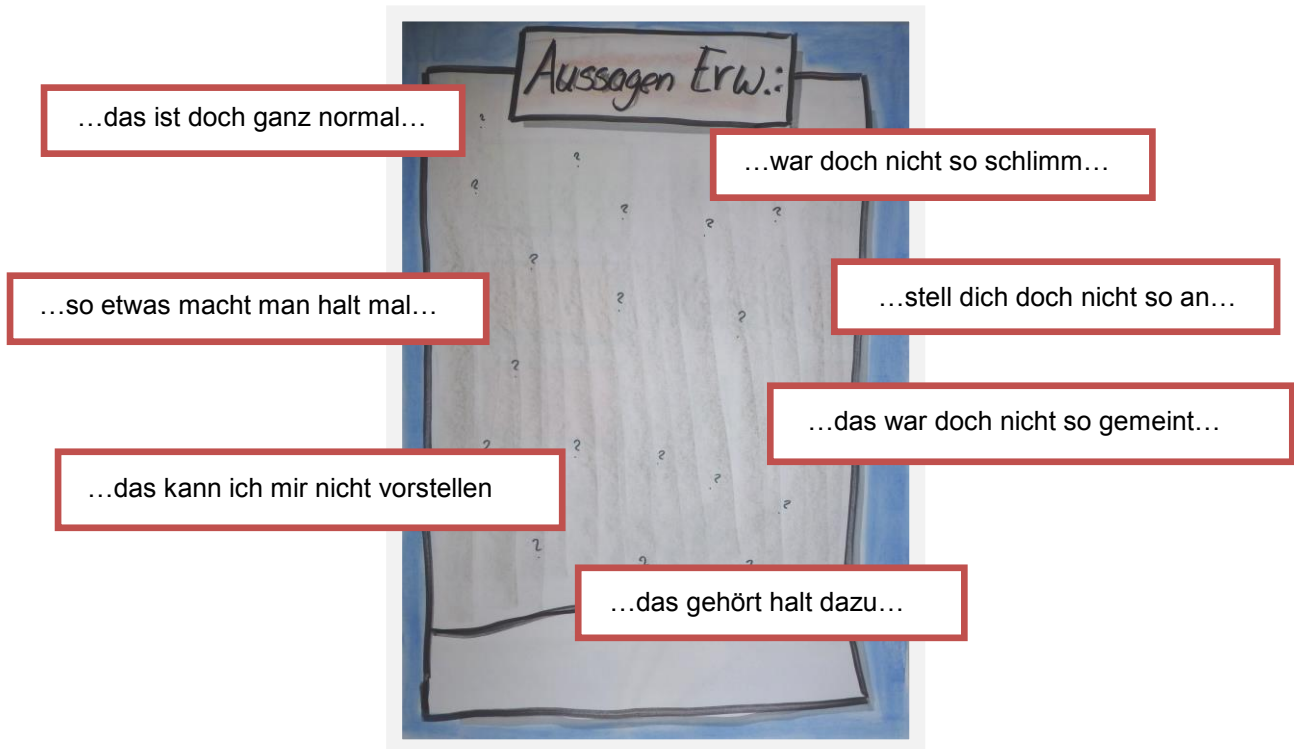 Aussagen Erw.:
…das ist doch ganz normal…
…war doch nicht so schlimm…
…so etwas macht man halt mal…
…stell dich doch nicht so an…
…das war doch nicht so gemeint…
…das kann ich mir nicht vorstellen
…das gehört halt dazu…